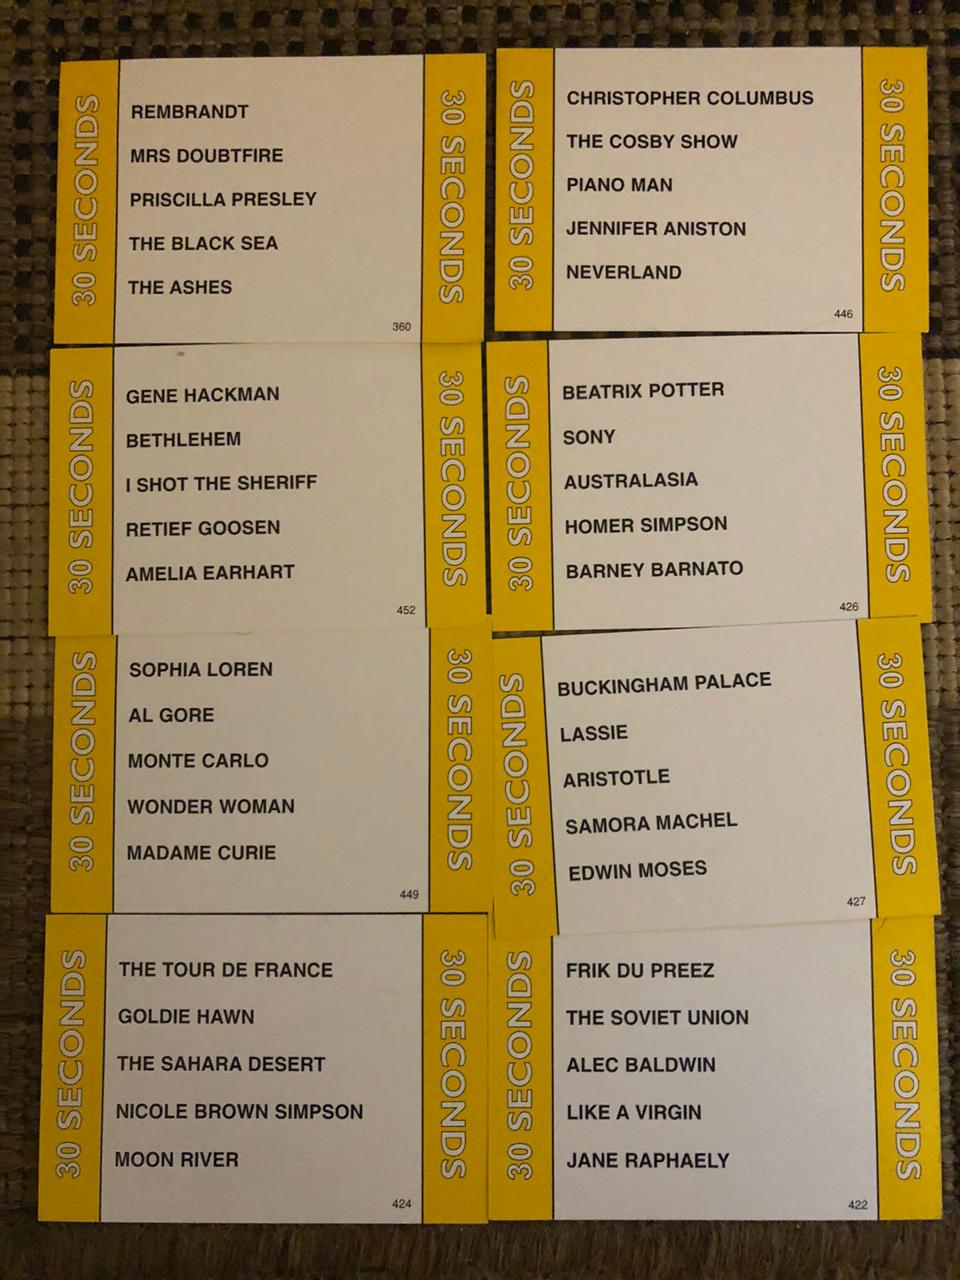 30 SECONDS
REMBRANDT
MRS DOUBTFIRE
PRISCILLA PRESLEY
THE BLACK SEA
THE ASHES
360
30 SECONDS
30 SECONDS
CHRISTOPHER COLUMBUS
THE COSBY SHOW
PIANO MAN
JENNIFER ANISTON
NEVERLAND
446
30 SECONDS
30 SECONDS
GENE HACKMAN
BETHLEHEM
I SHOT THE SHERIFF
RETIEF GOOSEN
AMELIA EARHART
452
30 SECONDS
30 SECONDS
BEATRIX POTTER
SONY
AUSTRALASIA
HOMER SIMPSON
BARNEY BARNATO
426
30 SECONDS
30 SECONDS
SOPHIA LOREN
AL GORE
MONTE CARLO
WONDER WOMAN
MADAME CURIE
449
30 SECONDS
30 SECONDS
BUCKINGHAM PALACE
LASSIE
ARISTOTLE
SAMORA MACHEL
EDWIN MOSES
427
30 SECONDS
30 SECONDS
THE TOUR DE FRANCE
GOLDIE HAWN
THE SAHARA DESERT
NICOLE BROWN SIMPSON
MOON RIVER
424
30 SECONDS
30 SECONDS
FRIK DU PREEZ
THE SOVIET UNION
ALEC BALDWIN
LIKE A VIRGIN
JANE RAPHAELY
422
30 SECONDS